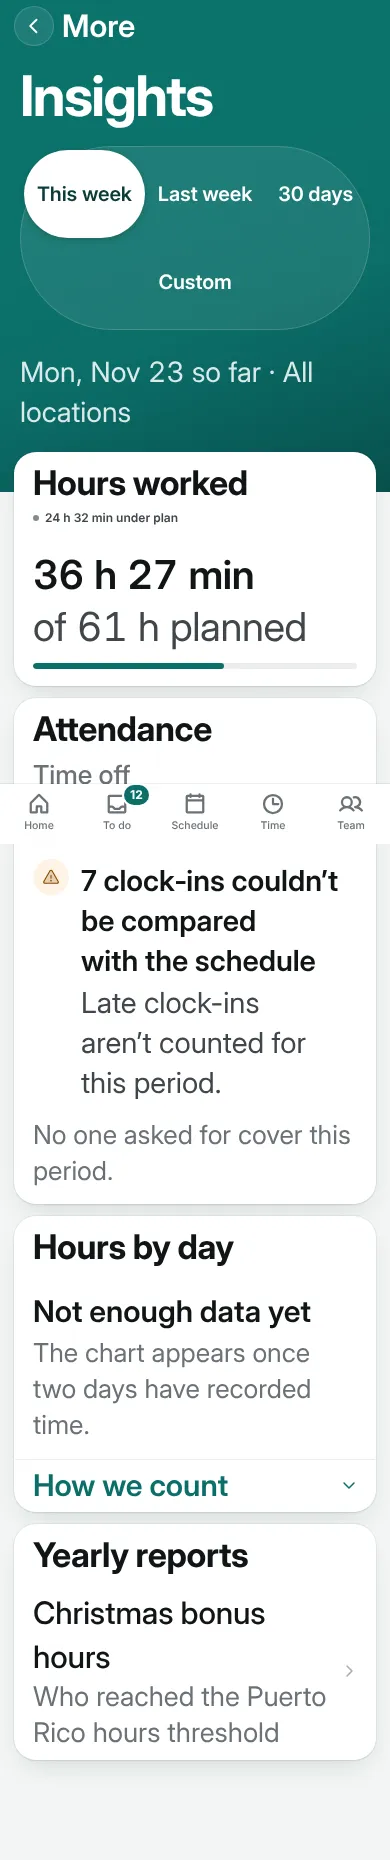 More
Insights
This week
Last week
30 days
Custom
Mon, Nov 23 so far · All
locations
Hours worked
24 h 32 min under plan
36 h 27 min
of 61 h planned
Attendance
Time off
12
Home
To do
Schedule
Time
Team
7 clock-ins couldn’t
be compared
with the schedule
Late clock-ins
aren’t counted for
this period.
No one asked for cover this
period.
Hours by day
Not enough data yet
The chart appears once
two days have recorded
time.
How we count
Yearly reports
Christmas bonus
hours
Who reached the Puerto
Rico hours threshold